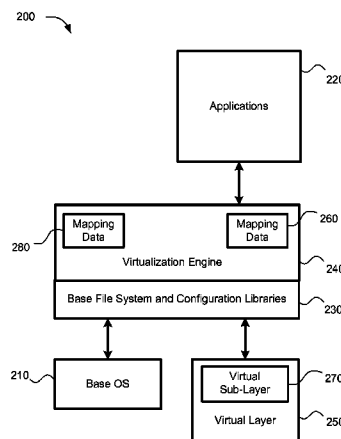 200
220
Applications
Mapping
Data
260
Mapping
Data
280
Virtualization Engine
240
Base File System and Configuration Libraries
230
210
Base OS
Virtual
Sub-Layer
270
Virtual Layer
250